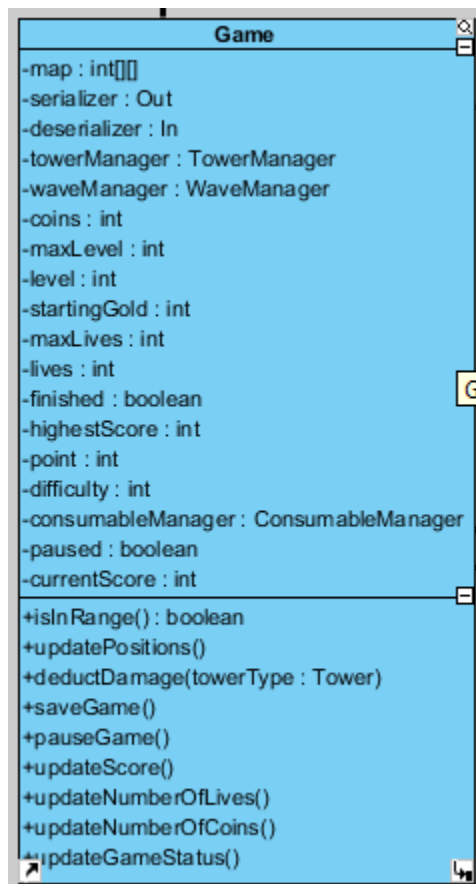 Game
-map : int[][]
-serializer : Out
-deserializer : In
-towerManager : TowerManager
-waveManager : WaveManager
-coins : int
-maxLevel : int
-level : int
-startingGold : int
-maxLives : int
-lives : int
-finished : boolean
G
-highestScore : int
-point : int
-difficulty : int
-consumableManager : ConsumableManager
-paused : boolean
-currentScore : int
+isInRange() : boolean
+updatePositions()
+deductDamage(towerType : Tower)
+saveGame()
+pauseGame()
+updateScore()
+updateNumberOfLives()
+updateNumberOfCoins()
+updateGameStatus()